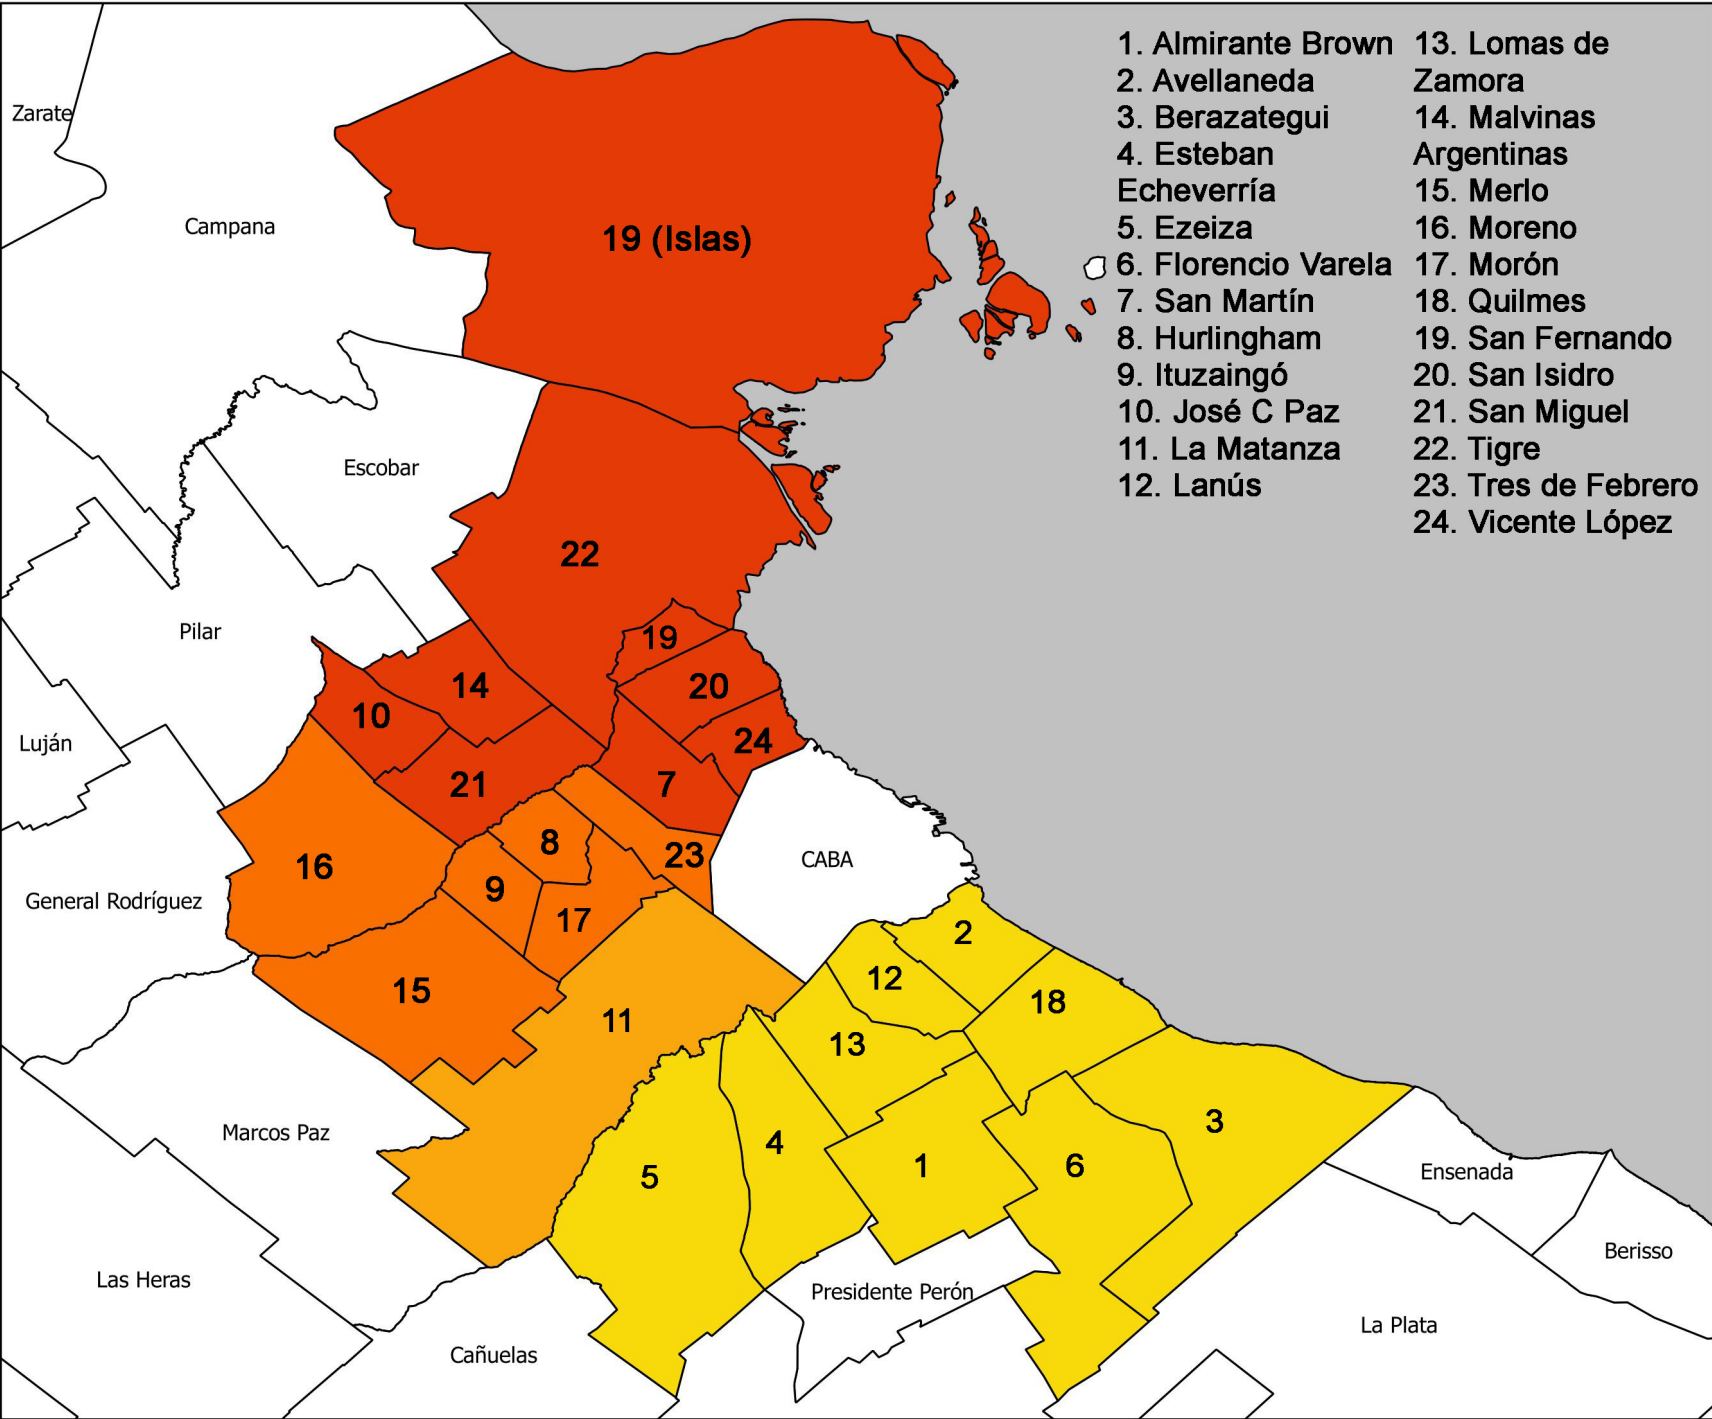 1. Almirante Brown
2. Avellaneda
3. Berazategui
4. Esteban
Echeverría
5. Ezeiza
6. Florencio Varela
7. San Martín
8. Hurlingham
9. Ituzaingó
10. José C Paz
11. La Matanza
12. Lanús
13. Lomas de
Zamora
14. Malvinas
Argentinas
15. Merlo
16. Moreno
17. Morón
18. Quilmes
19. San Fernando
20. San Isidro
21. San Miguel
22. Tigre
23. Tres de Febrero
24. Vicente López
Zarate
Campana
19 (Islas)
Escobar
22
Pilar
19
14
20
10
Luján
24
21
7
8
23
CABA
16
9
General Rodríguez
17
2
12
15
18
11
13
3
Marcos Paz
4
1
6
5
Ensenada
Berisso
Las Heras
Presidente Perón
La Plata
Cañuelas